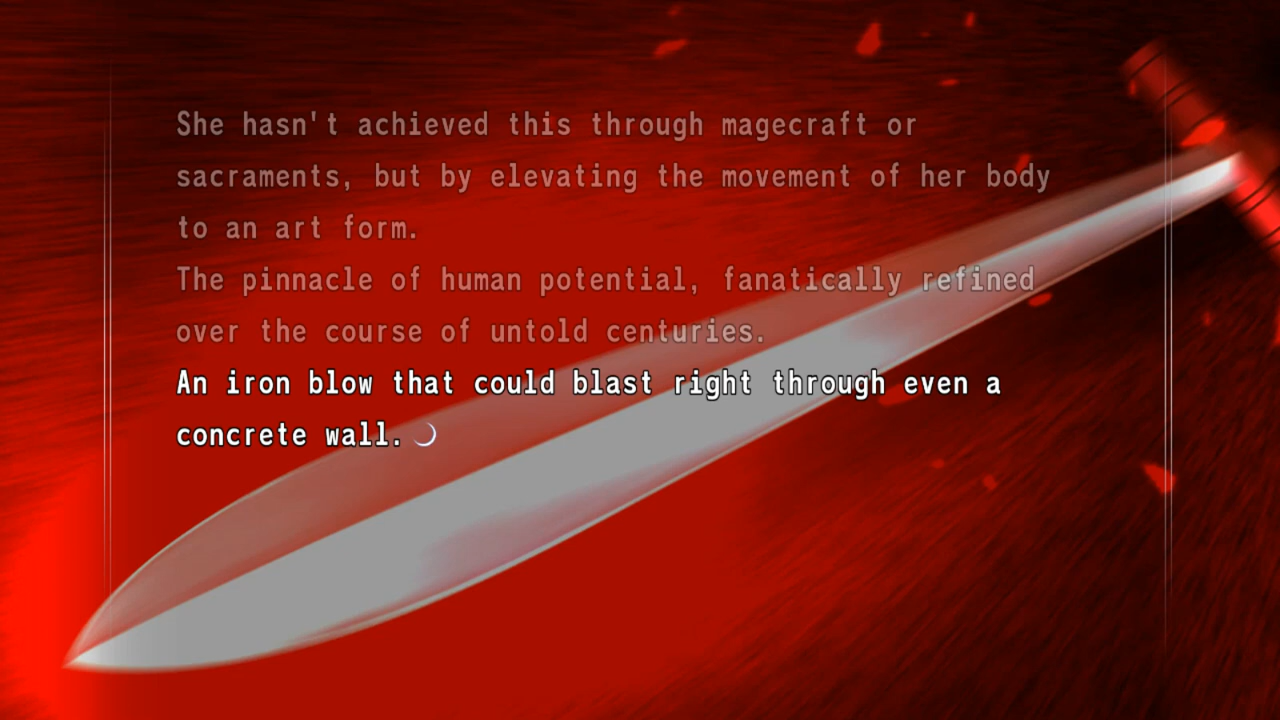 She hasn't achieved this through magecraft or
sacraments, but by elevating the movement of her body
to an art form.
The pinnacle of human potential, fanatically refined
over the course of untold centuries.
An iron blow that could blast right through even a
concrete wall.